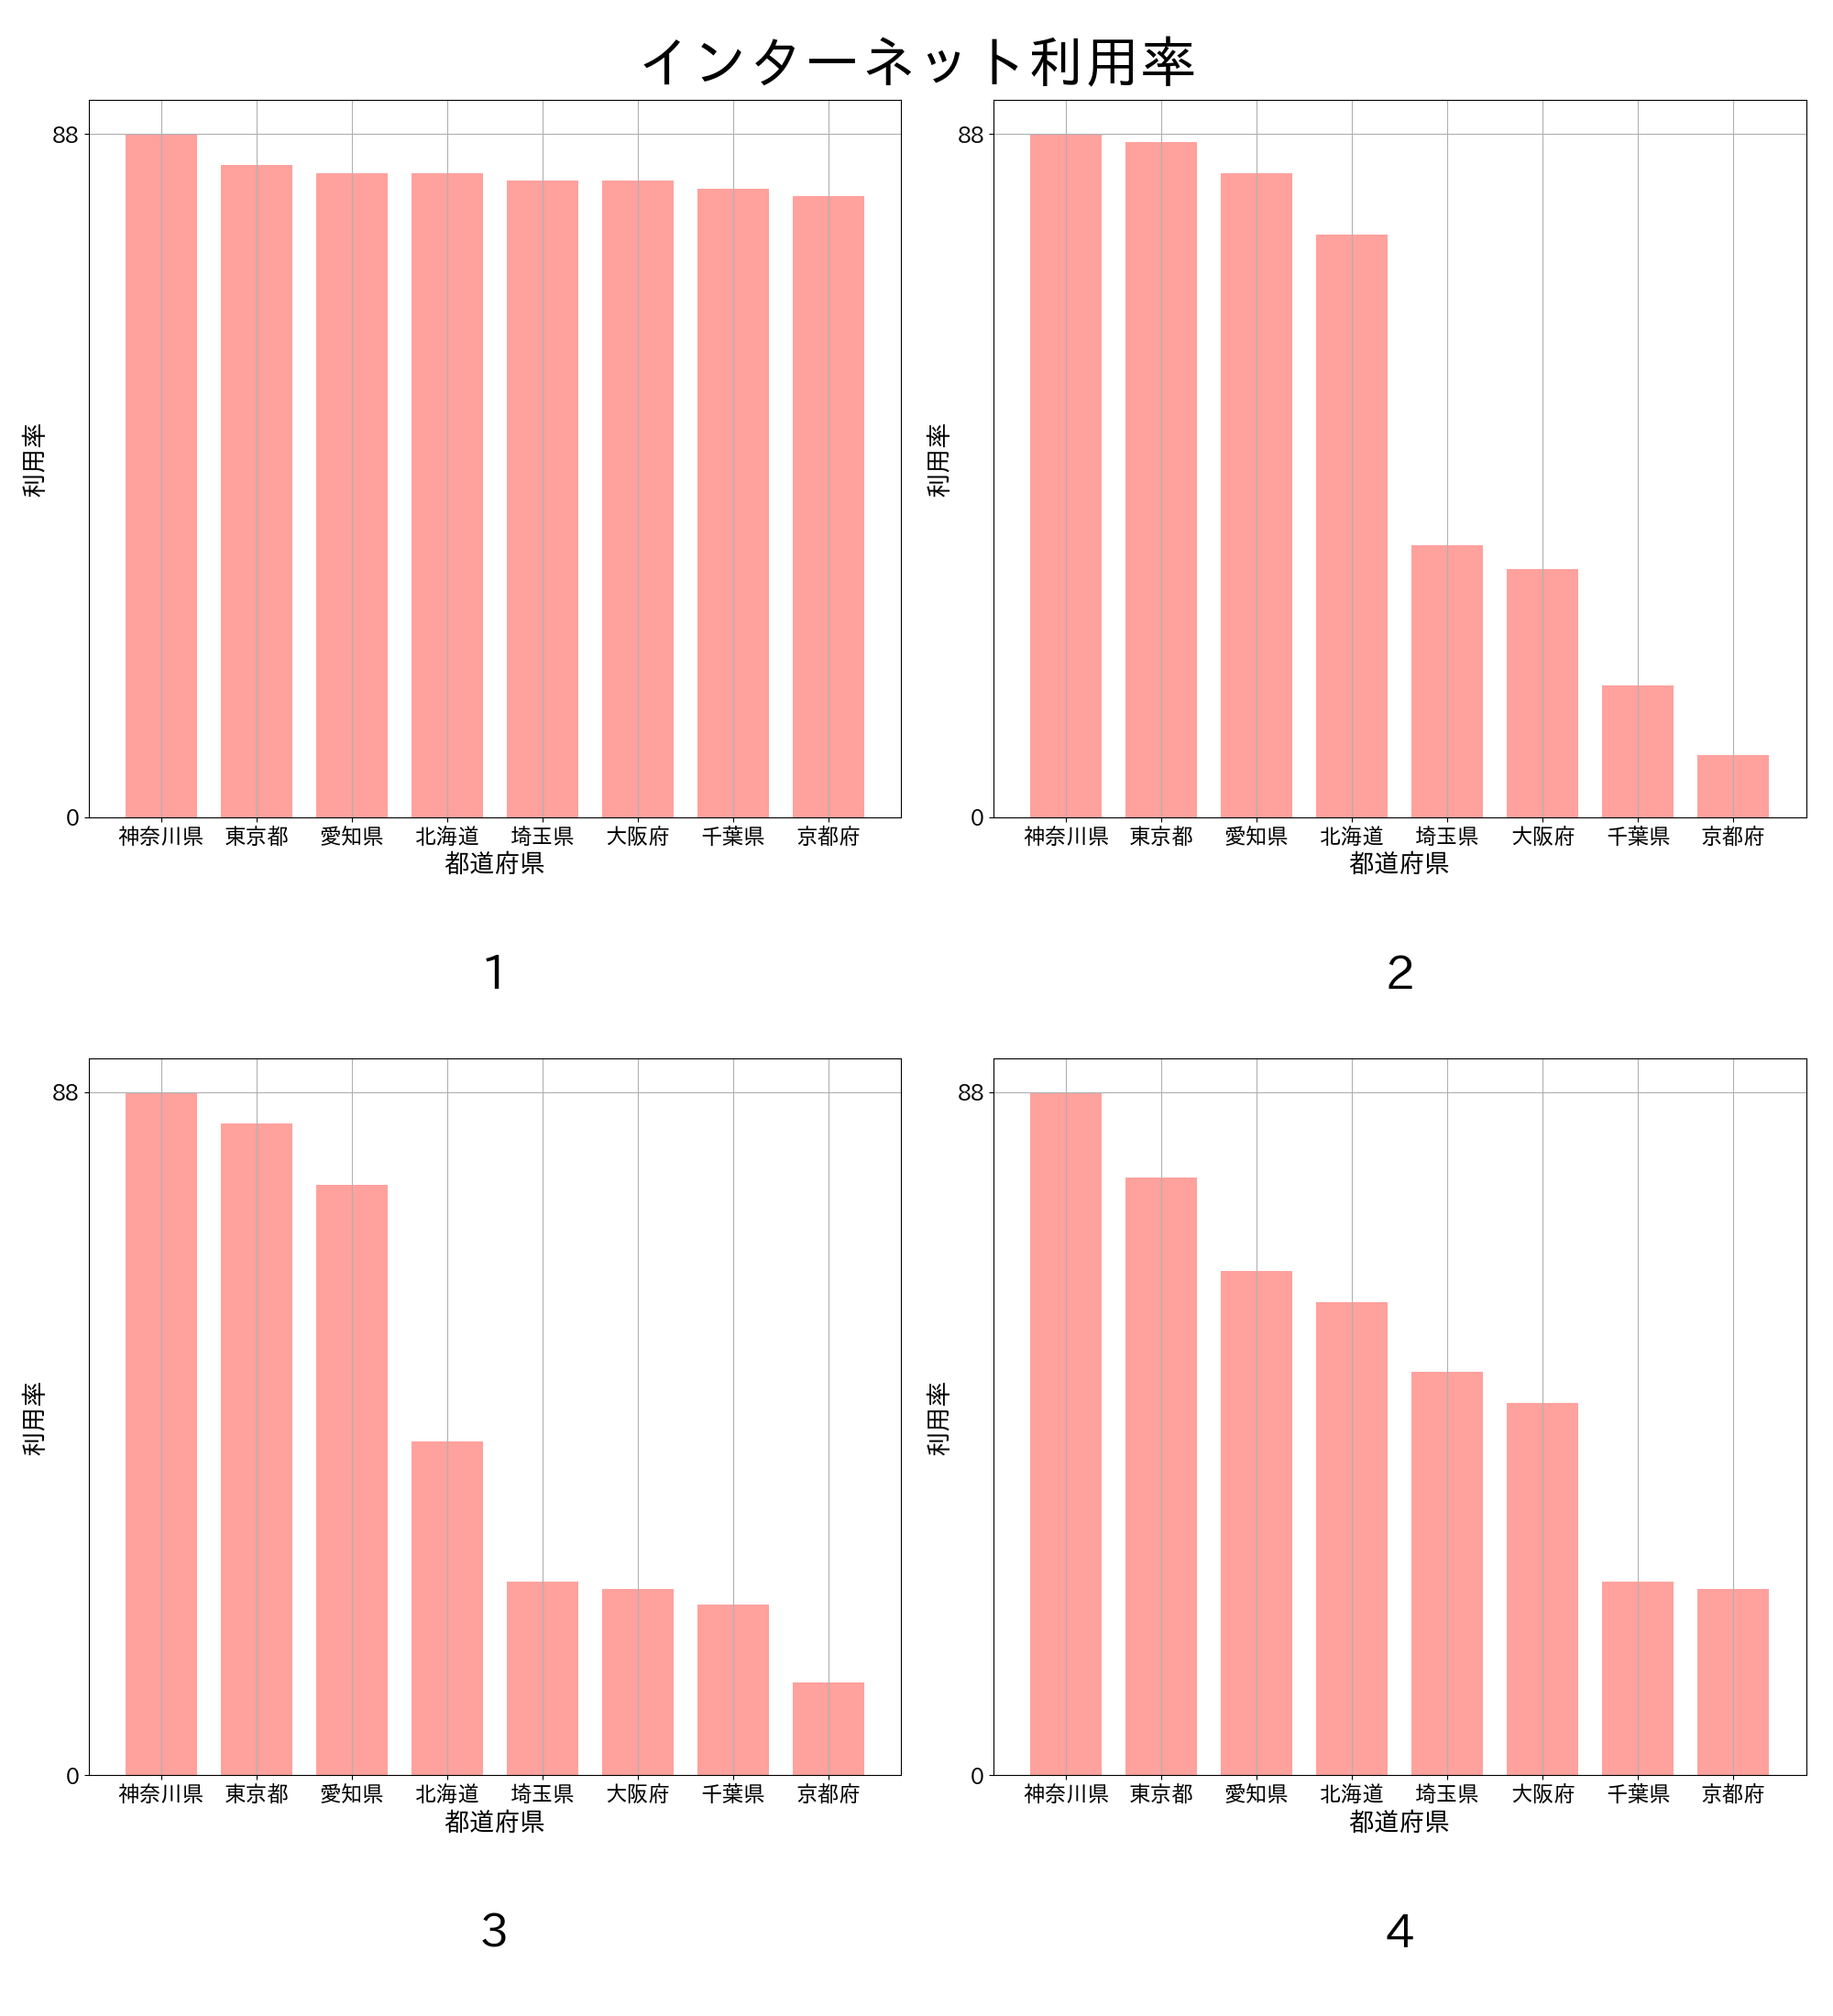 インターネット利用率
88
0
利用率
神奈川県 東京都 愛知県 北海道 埼玉県 大阪府 千葉県 京都府
都道府県
1
88
0
利用率
神奈川県 東京都 愛知県 北海道 埼玉県 大阪府 千葉県 京都府
都道府県
2
88
0
利用率
神奈川県 東京都 愛知県 北海道 埼玉県 大阪府 千葉県 京都府
都道府県
3
88
0
利用率
神奈川県 東京都 愛知県 北海道 埼玉県 大阪府 千葉県 京都府
都道府県
4